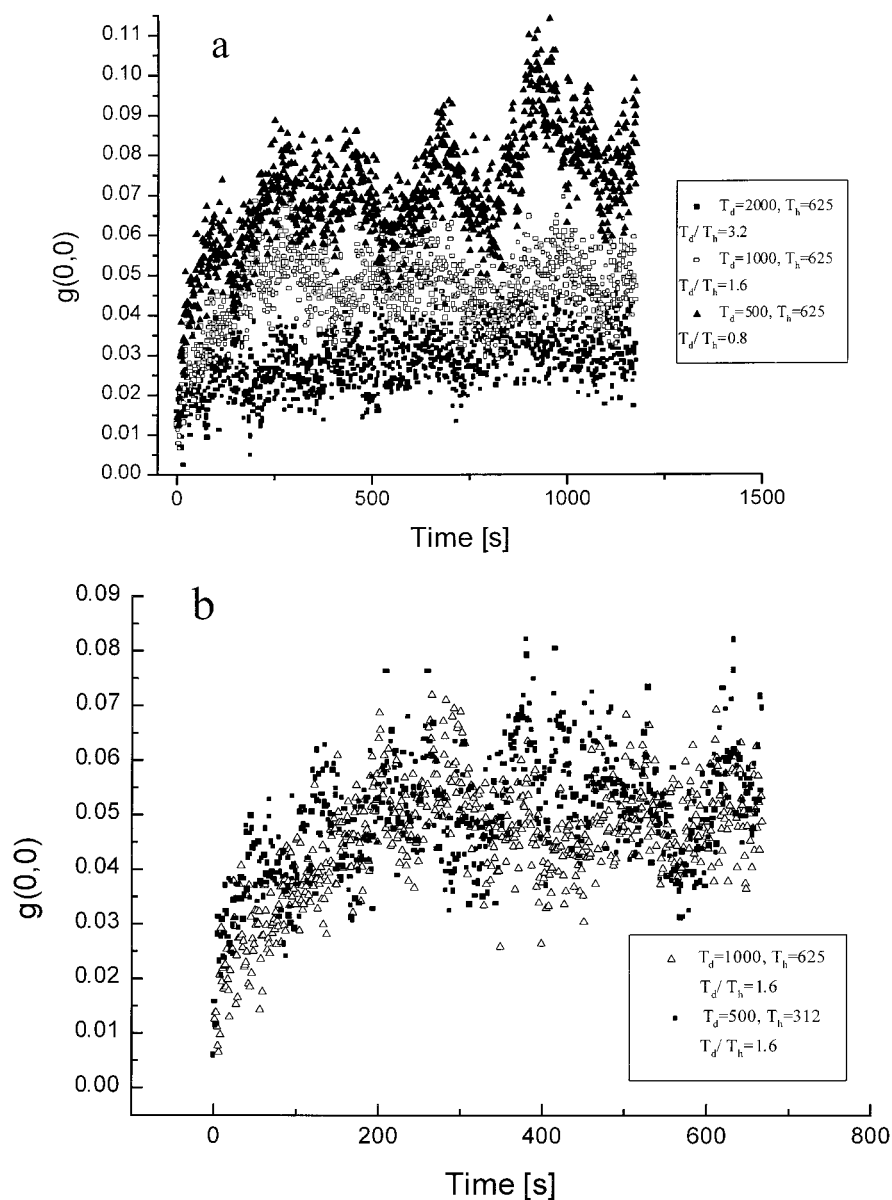 a
0.11
0.10
0.09
0.08
0.07
0.06
0.05
0.04
0.03
0.02
0.01
0.00
g(0,0)
0
500
1000
1500
Time [s]
T_d=2000, T_h=625
T_d/ T_h=3.2
T_d=1000, T_h=625
T_d/ T_h=1.6
T_d=500, T_h=625
T_d/ T_h=0.8
b
0.09
0.08
0.07
0.06
0.05
0.04
0.03
0.02
0.01
0.00
g(0,0)
0
200
400
600
800
Time [s]
T_d=1000, T_h=625
T_d/ T_h=1.6
T_d=500, T_h=312
T_d/ T_h=1.6